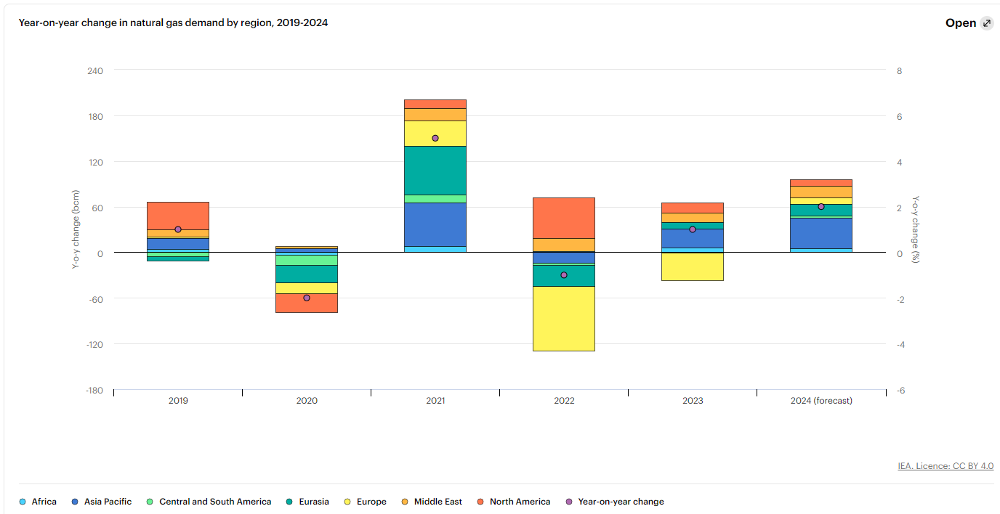 Year-on-year change in natural gas demand by region, 2019-2024
Open
240
180
120
60
0
-60
-120
-180
Y-o-y change (bcm)
8
6
4
2
0
-2
-4
-6
Y-o-y change (%)
2019 2020 2021 2022 2023 2024 (forecast)
IEA. Licence: CC BY 4.0
Africa Asia Pacific Central and South America Eurasia Europe Middle East North America Year-on-year change